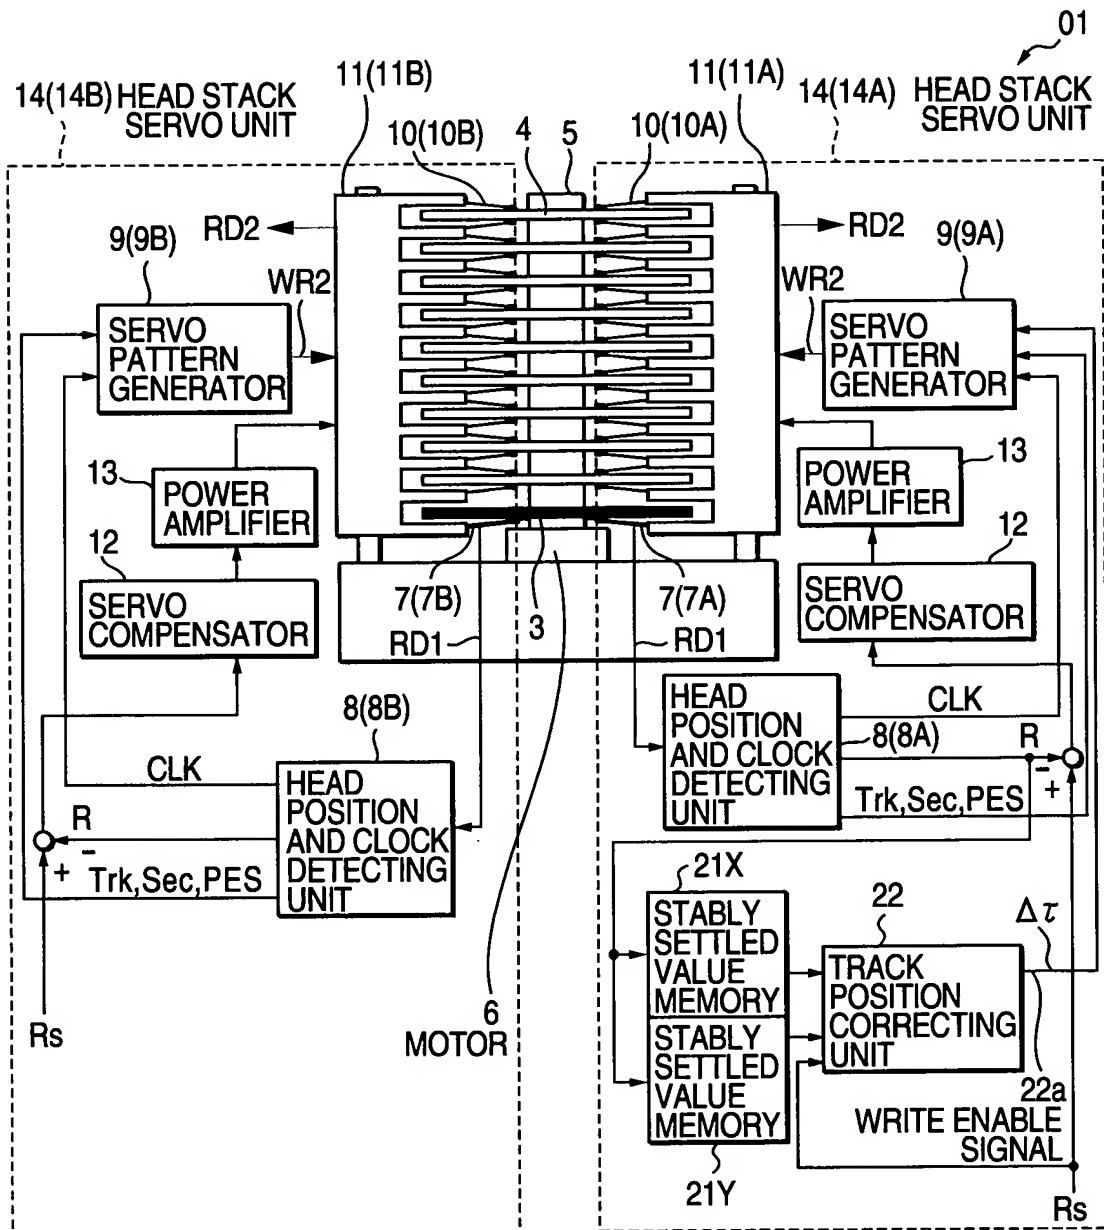 01
14(14B) HEAD STACK
SERVO UNIT
11(11B)
11(11A)
14(14A) HEAD STACK
SERVO UNIT
10(10B)
4
5
10(10A)
RD2
RD2
9(9B)
9(9A)
WR2
WR2
SERVO
PATTERN
GENERATOR
SERVO
PATTERN
GENERATOR
13
POWER
AMPLIFIER
POWER
AMPLIFIER
13
12
12
SERVO
COMPENSATOR
SERVO
COMPENSATOR
7(7B)
3
7(7A)
RD1
RD1
8(8B)
HEAD
POSITION
AND CLOCK
DETECTING
UNIT
CLK
8(8A)
R
-
+
Trk,Sec,PES
CLK
HEAD
POSITION
AND CLOCK
DETECTING
UNIT
R
-
+
Trk,Sec,PES
21X
STABLY
SETTLED
VALUE
MEMORY
22
TRACK
POSITION
CORRECTING
UNIT
Δτ
Rs
6
MOTOR
STABLY
SETTLED
VALUE
MEMORY
22a
WRITE ENABLE
SIGNAL
21Y
Rs